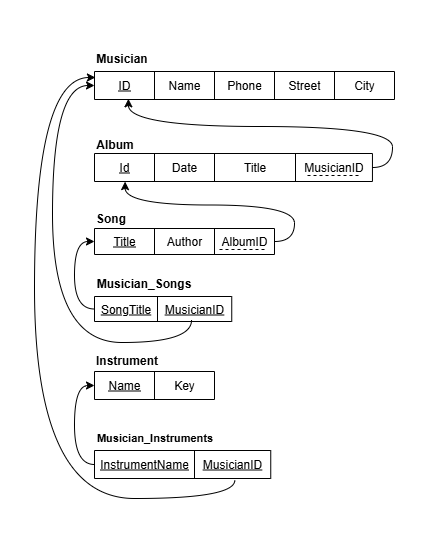 Musician
ID Name Phone Street City
Album
Id Date Title MusicianID
Song
Title Author AlbumID
Musician_Songs
SongTitle MusicianID
Instrument
Name Key
Musician_Instruments
InstrumentName MusicianID